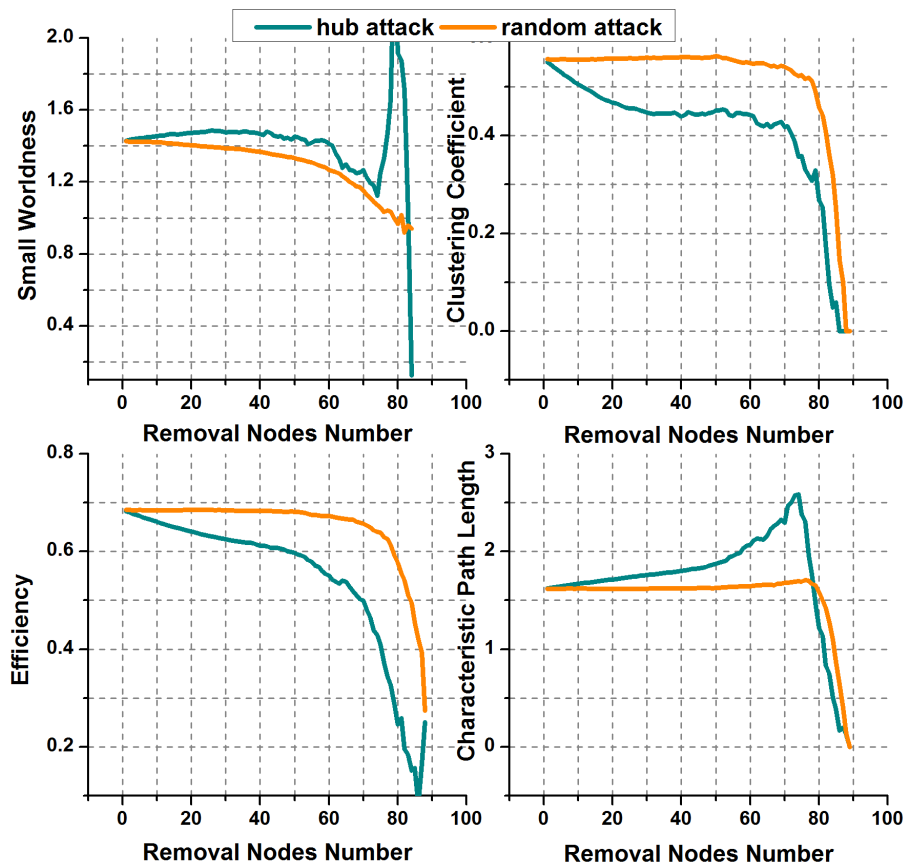 hub attack random attack
2.0
1.6
1.2
0.8
0.4
Small Worldness
0 20 40 60 80 100
Removal Nodes Number
0.4
0.2
0.0
Clustering Coefficient
0 20 40 60 80 100
Removal Nodes Number
0.8
0.6
0.4
0.2
Efficiency
0 20 40 60 80 100
Removal Nodes Number
3
2
1
0
Characteristic Path Length
0 20 40 60 80 100
Removal Nodes Number